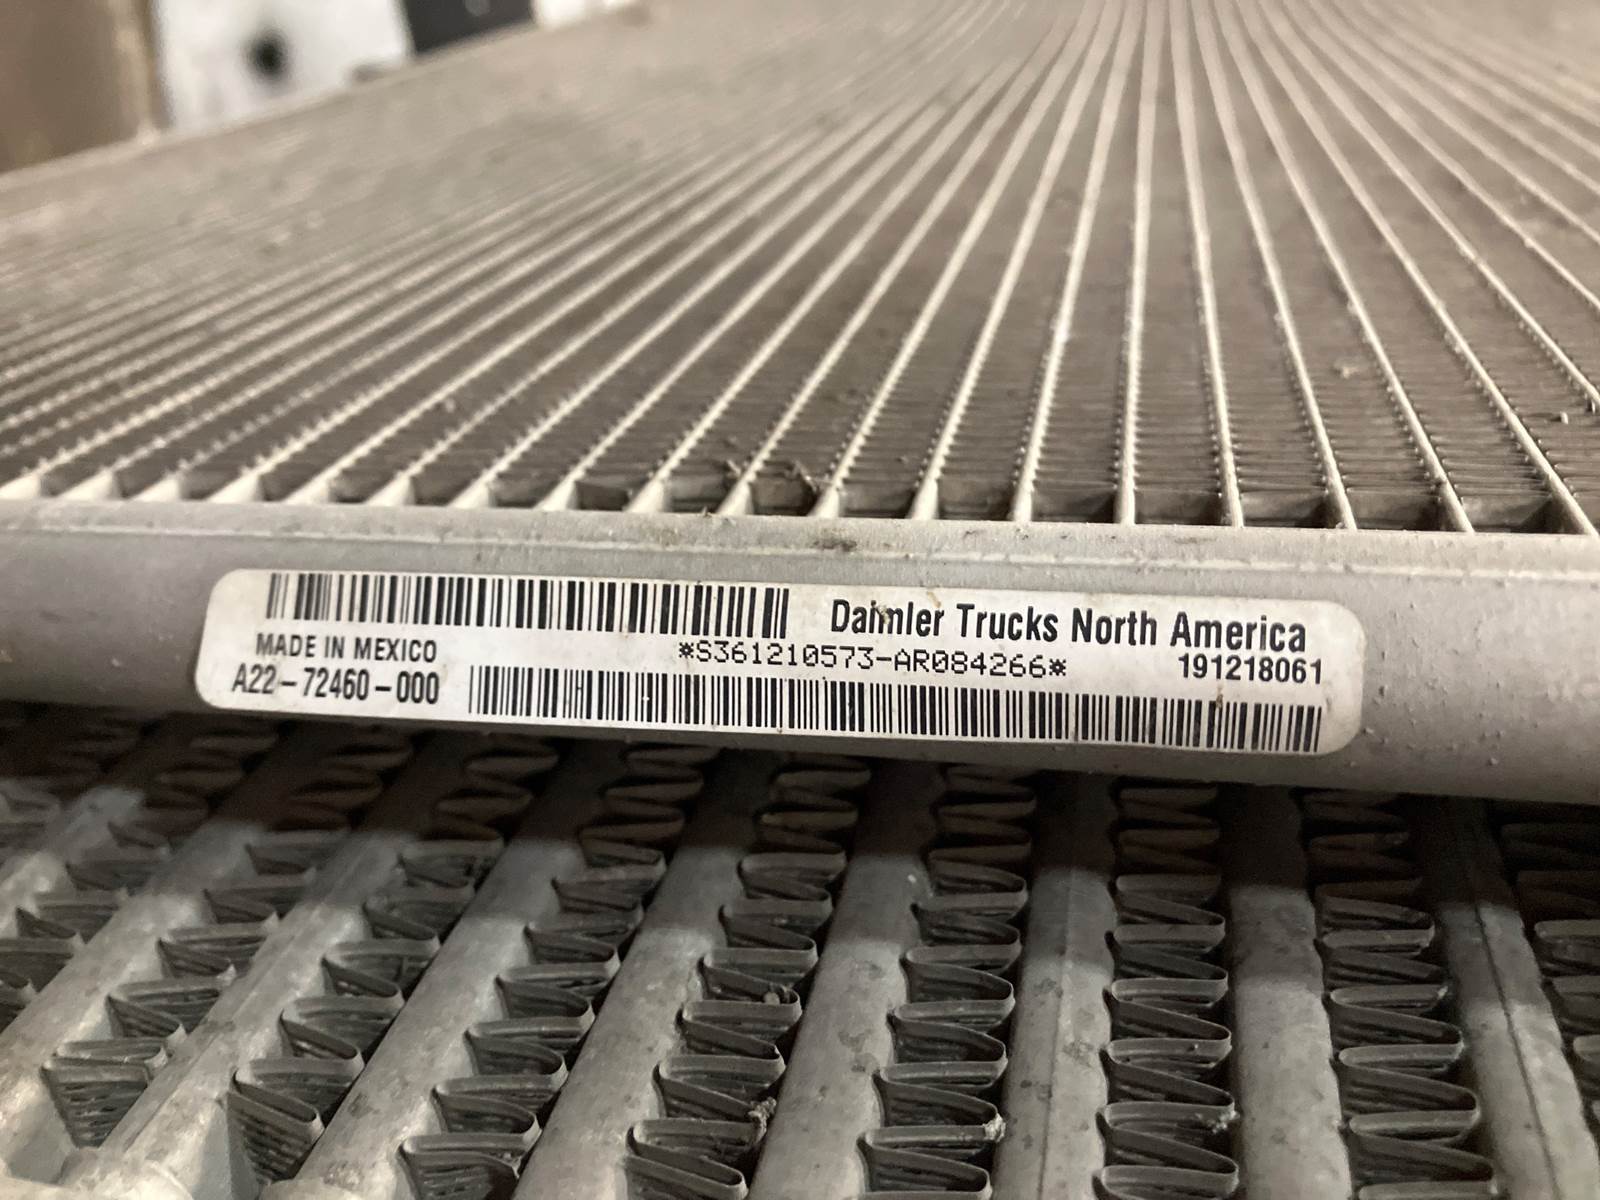 Daimler Trucks North America
MADE IN MEXICO
*S361210573-AR084266*
191218061
A22-72460-000